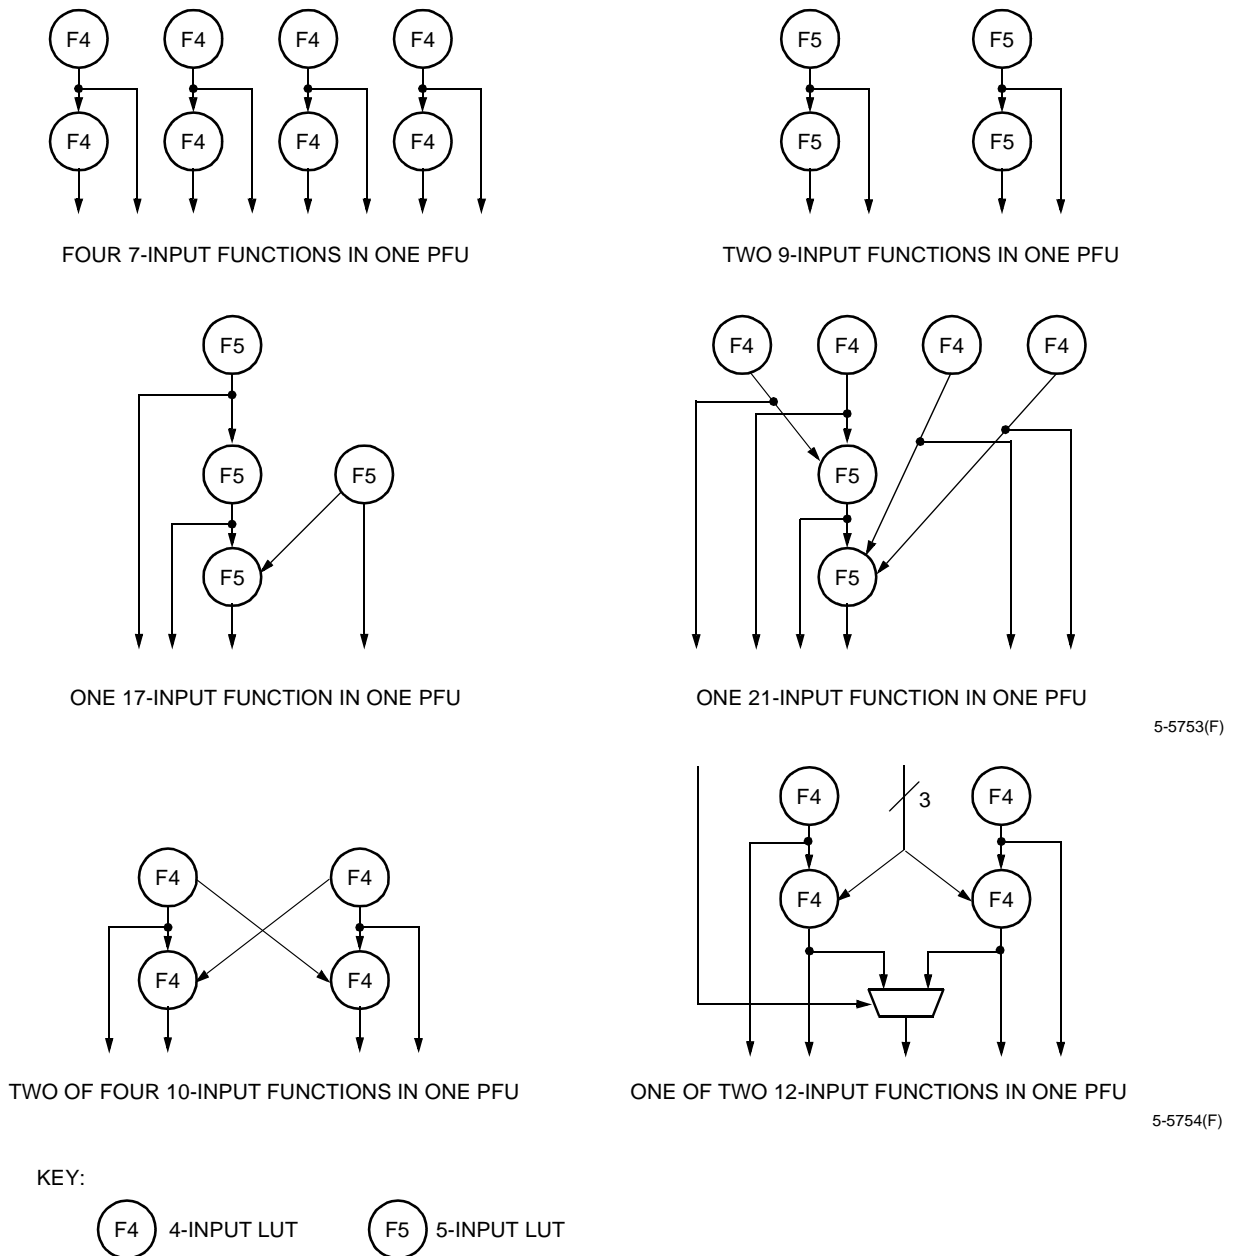 F4 F4 F4 F4 F5 F5
F4 F4 F4 F4 F5 F5
FOUR 7-INPUT FUNCTIONS IN ONE PFU
TWO 9-INPUT FUNCTIONS IN ONE PFU
F5
F5 F5
F5
ONE 17-INPUT FUNCTION IN ONE PFU
F4 F4 F4 F4
F5
F5
ONE 21-INPUT FUNCTION IN ONE PFU
5-5753(F)
F4 F4
F4 F4
TWO OF FOUR 10-INPUT FUNCTIONS IN ONE PFU
F4 3 F4
F4 F4
ONE OF TWO 12-INPUT FUNCTIONS IN ONE PFU
5-5754(F)
KEY:
F4 4-INPUT LUT F5 5-INPUT LUT